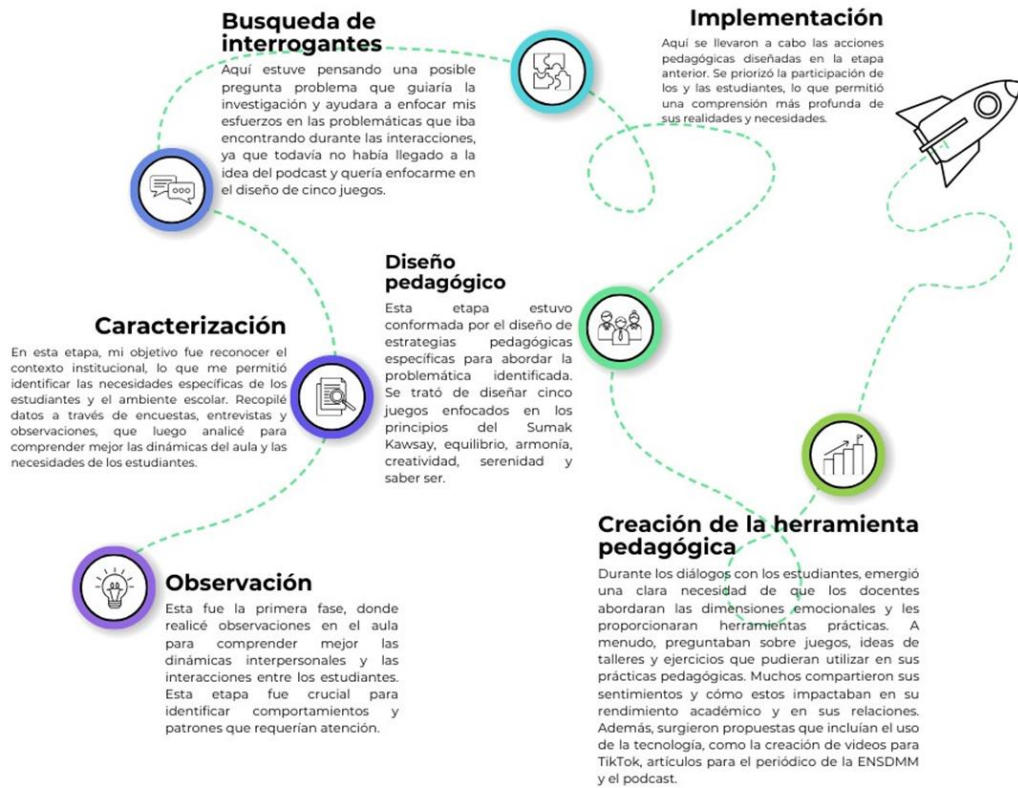 Busqueda de
interrogantes
Aquí estuve pensando una posible
pregunta problema que guiaría la
investigación y ayudara a enfocar mis
esfuerzos en las problemáticas que iba
encontrando durante las interacciones,
ya que todavía no había llegado a la
idea del podcast y quería enfocarme en
el diseño de cinco juegos.
Implementación
Aquí se llevaron a cabo las acciones
pedagógicas diseñadas en la etapa
anterior. Se priorizó la participación de
los y las estudiantes, lo que permitió
una comprensión más profunda de
sus realidades y necesidades.
Diseño
pedagógico
Esta etapa estuvo
conformada por el diseño de
estrategias pedagógicas
específicas para abordar la
problemática identificada.
Se trató de diseñar cinco
juegos enfocados en los
principios del Sumak
Kawsay, equilibrio, armonía,
creatividad, serenidad y
saber ser.
Caracterización
En esta etapa, mi objetivo fue reconocer el
contexto institucional, lo que me permitió
identificar las necesidades específicas de los
estudiantes y el ambiente escolar. Recopilé
datos a través de encuestas, entrevistas y
observaciones, que luego analicé para
comprender mejor las dinámicas del aula y las
necesidades de los estudiantes.
Observación
Esta fue la primera fase, donde
realicé observaciones en el aula
para comprender mejor las
dinámicas interpersonales y las
interacciones entre los estudiantes.
Esta etapa fue crucial para
identificar comportamientos y
patrones que requerían atención.
Creación de la herramienta
pedagógica
Durante los diálogos con los estudiantes, emergió
una clara necesidad de que los docentes
abordaran las dimensiones emocionales y les
proporcionaran herramientas prácticas. A
menudo, preguntaban sobre juegos, ideas de
talleres y ejercicios que pudieran utilizar en sus
prácticas pedagógicas. Muchos compartieron sus
sentimientos y cómo estos impactaban en su
rendimiento académico y en sus relaciones.
Además, surgieron propuestas que incluían el uso
de la tecnología, como la creación de videos para
TikTok, artículos para el periódico de la ENSDMM
y el podcast.